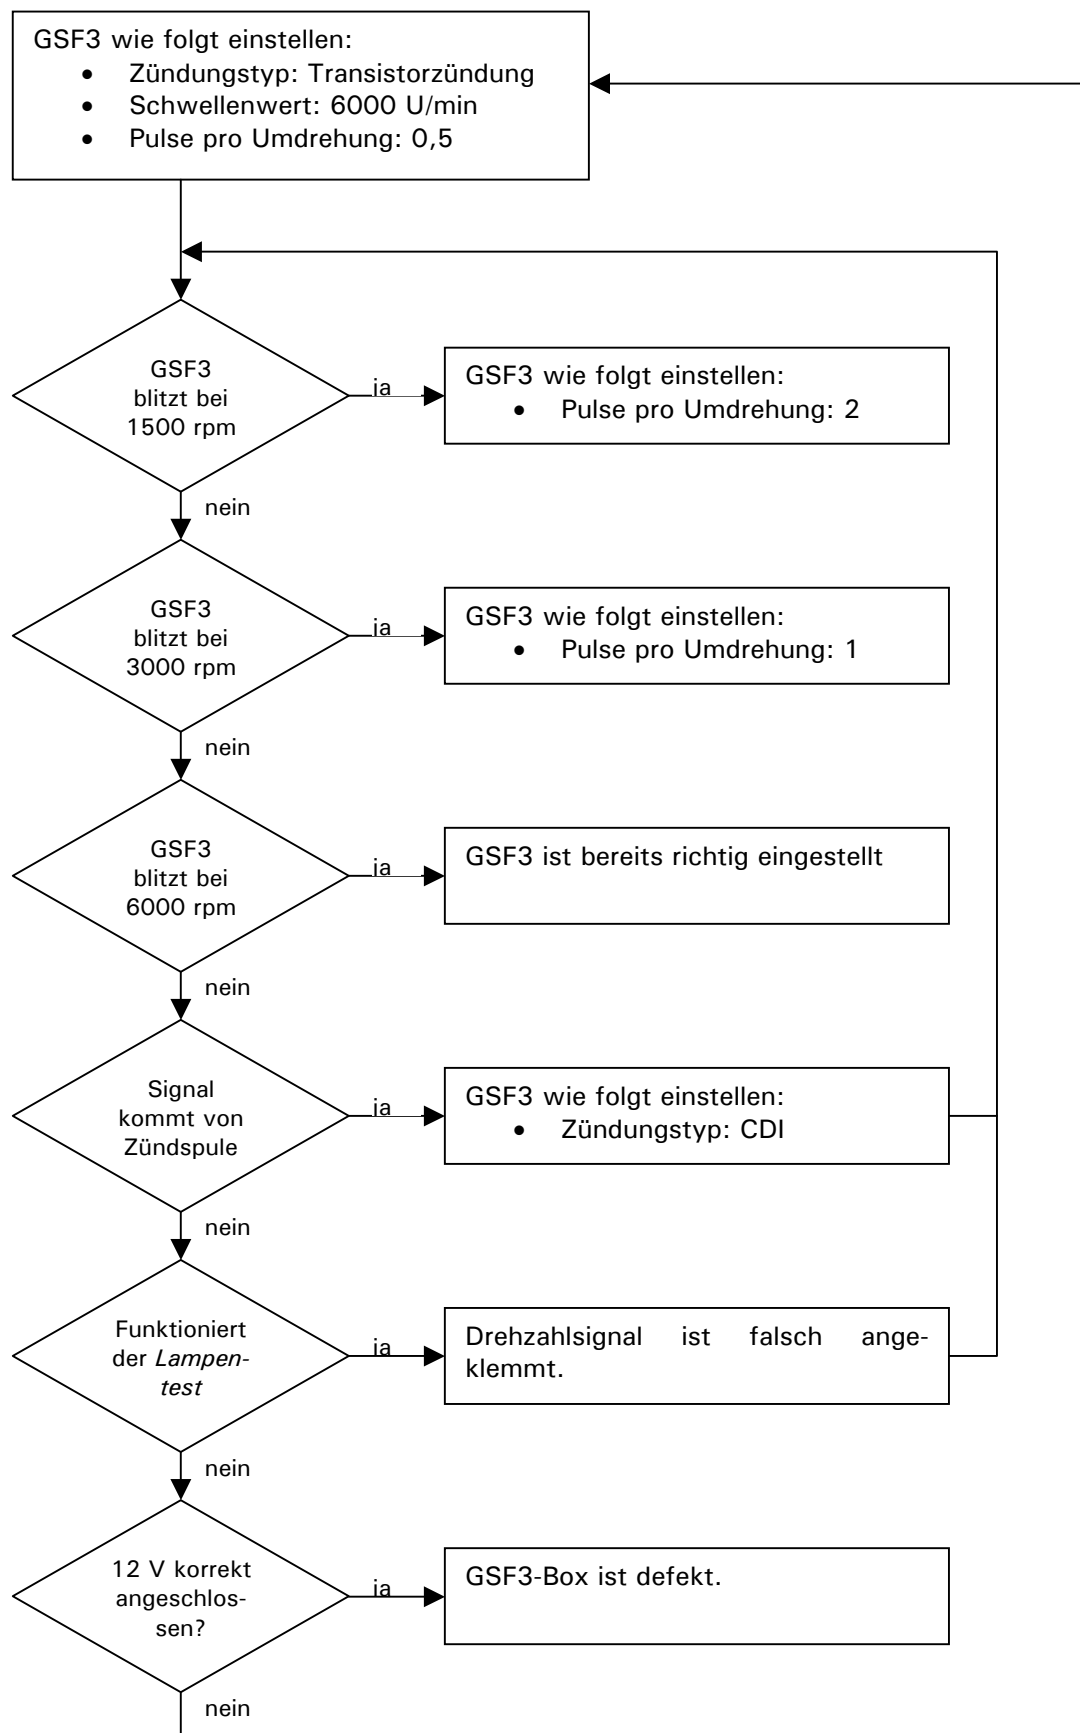 GSF3 wie folgt einstellen:
• Zündungstyp: Transistorzündung
• Schwellenwert: 6000 U/min
• Pulse pro Umdrehung: 0,5
GSF3
blitzt bei
1500 rpm
ja
GSF3 wie folgt einstellen:
• Pulse pro Umdrehung: 2
nein
GSF3
blitzt bei
3000 rpm
ja
GSF3 wie folgt einstellen:
• Pulse pro Umdrehung: 1
nein
GSF3
blitzt bei
6000 rpm
ja
GSF3 ist bereits richtig eingestellt
nein
Signal
kommt von
Zündspule
ja
GSF3 wie folgt einstellen:
• Zündungstyp: CDI
nein
Funktioniert
der Lampen-
test
ja
Drehzahlsignal ist falsch ange-
klemmt.
nein
12 V korrekt
angeschlos-
sen?
ja
GSF3-Box ist defekt.
nein